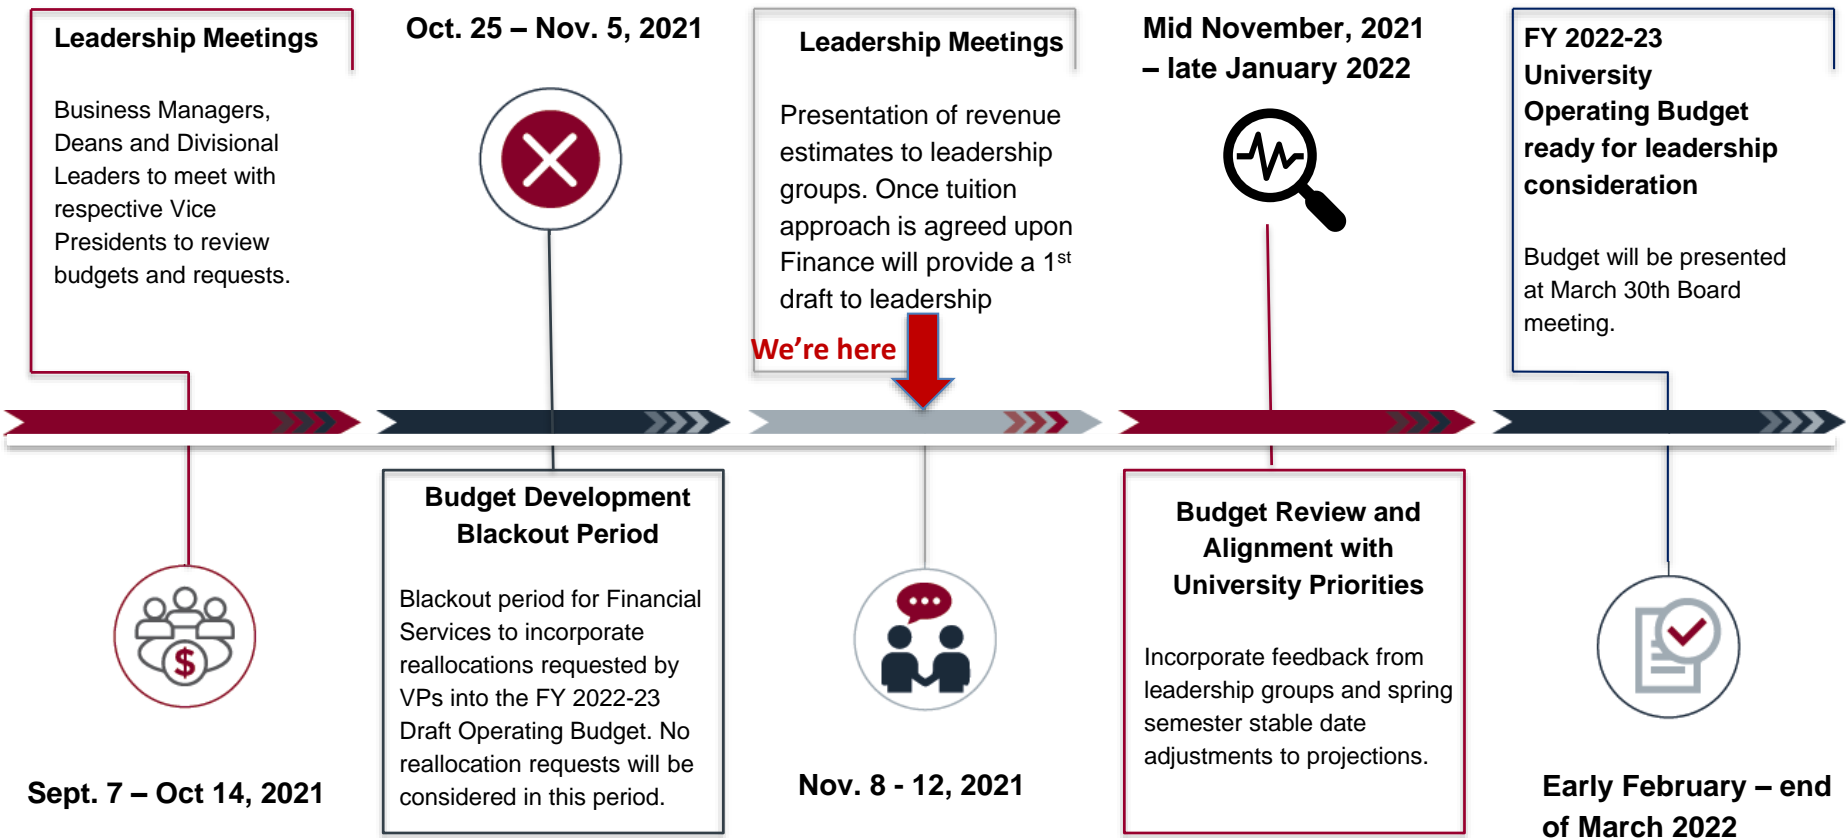 Leadership Meetings
Business Managers,
Deans and Divisional
Leaders to meet with
respective Vice
Presidents to review
budgets and requests.
$
Sept. 7 – Oct 14, 2021
Oct. 25 – Nov. 5, 2021
Budget Development
Blackout Period
Blackout period for Financial
Services to incorporate
reallocations requested by
VPs into the FY 2022-23
Draft Operating Budget. No
reallocation requests will be
considered in this period.
Leadership Meetings
Presentation of revenue
estimates to leadership
groups. Once tuition
approach is agreed upon
Finance will provide a 1st
draft to leadership
We’re here
Nov. 8 - 12, 2021
Mid November, 2021
– late January 2022
Budget Review and
Alignment with
University Priorities
Incorporate feedback from
leadership groups and spring
semester stable date
adjustments to projections.
FY 2022-23
University
Operating Budget
ready for leadership
consideration
Budget will be presented
at March 30th Board
meeting.
Early February – end
of March 2022